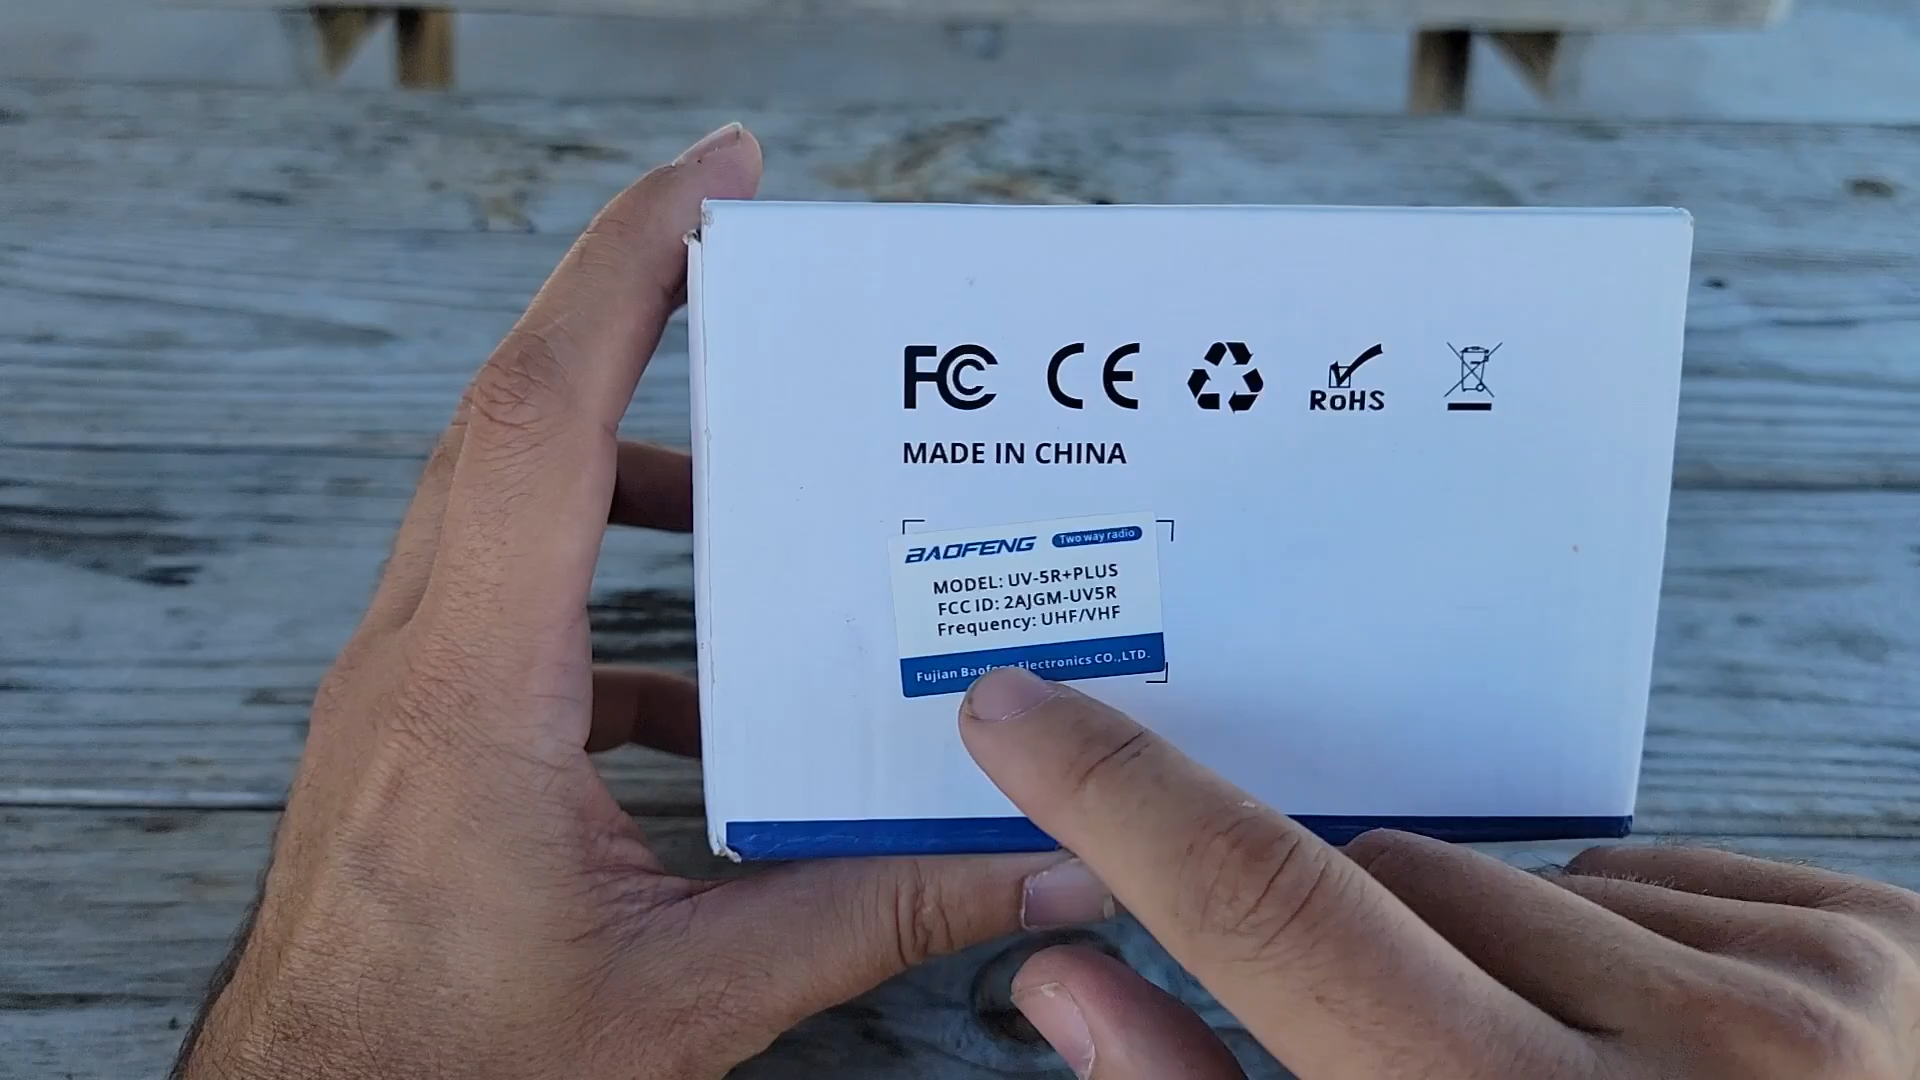 FC CE RoHS
MADE IN CHINA
BAOFENG Two way radio
MODEL: UV-5R+PLUS
FCC ID: 2AJGM-UV5R
Frequency: UHF/VHF
Fujian Electronics CO.,LTD.